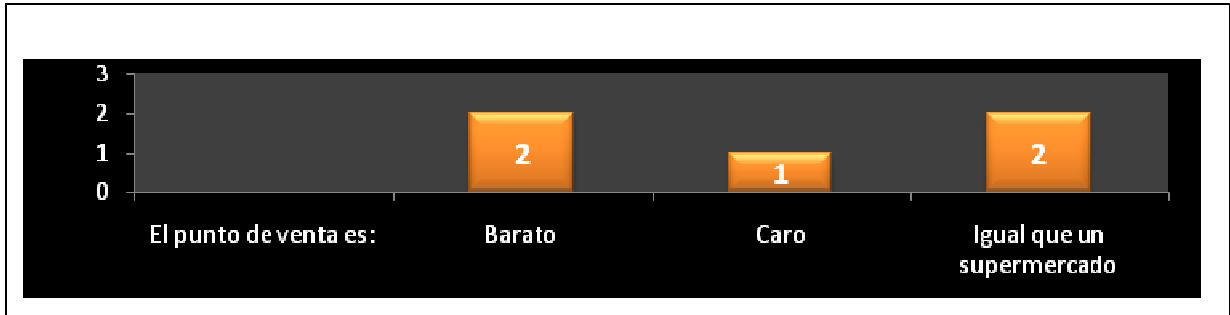 3
2
1
0
2
1
2
El punto de venta es:
Barato
Caro
Igual que un
supermercado